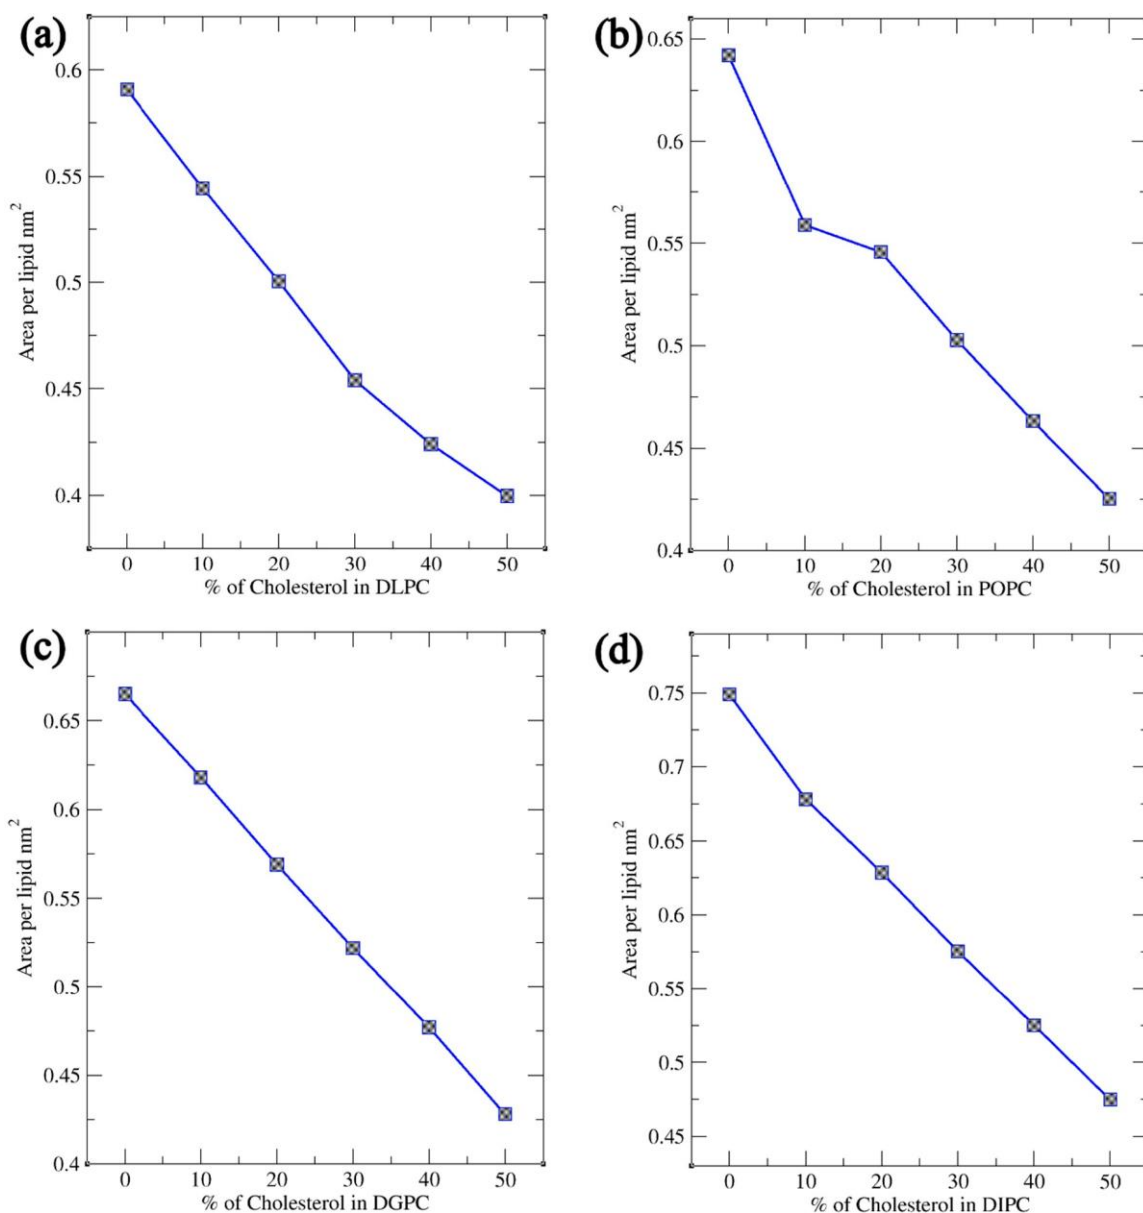 (a)
0.6
0.55
0.5
0.45
0.4
Area per lipid nm²
0 10 20 30 40 50
% of Cholesterol in DLPC
(b)
0.65
0.6
0.55
0.5
0.45
0.4
Area per lipid nm²
0 10 20 30 40 50
% of Cholesterol in POPC
(c)
0.65
0.6
0.55
0.5
0.45
0.4
Area per lipid nm²
0 10 20 30 40 50
% of Cholesterol in DGPC
(d)
0.75
0.7
0.65
0.6
0.55
0.5
0.45
Area per lipid nm²
0 10 20 30 40 50
% of Cholesterol in DIPC